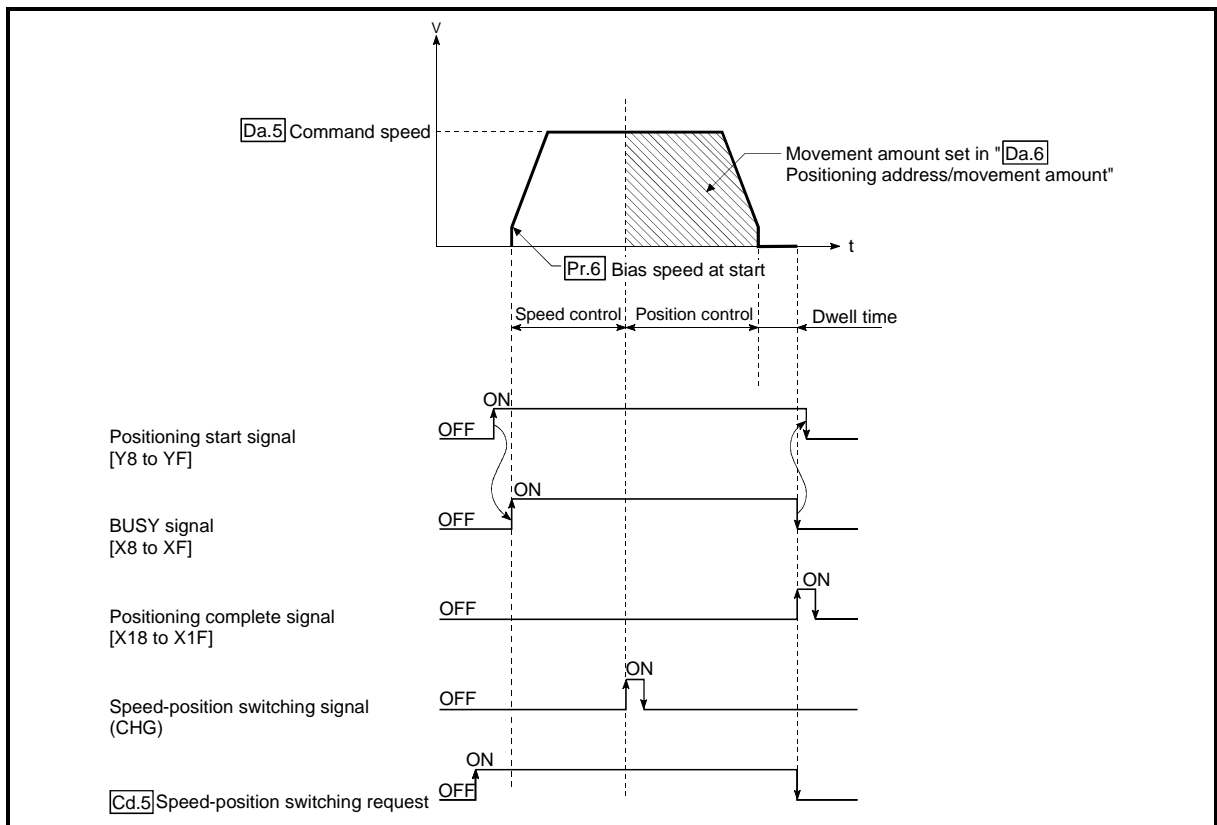 V
Da.5 Command speed
Movement amount set in "Da.6
Positioning address/movement amount"
t
Pr.6 Bias speed at start
Speed control
Position control
Dwell time
ON
Positioning start signal
[Y8 to YF]
OFF
ON
BUSY signal
[X8 to XF]
OFF
ON
Positioning complete signal
[X18 to X1F]
OFF
ON
Speed-position switching signal
(CHG)
OFF
ON
Cd.5 Speed-position switching request
OFF